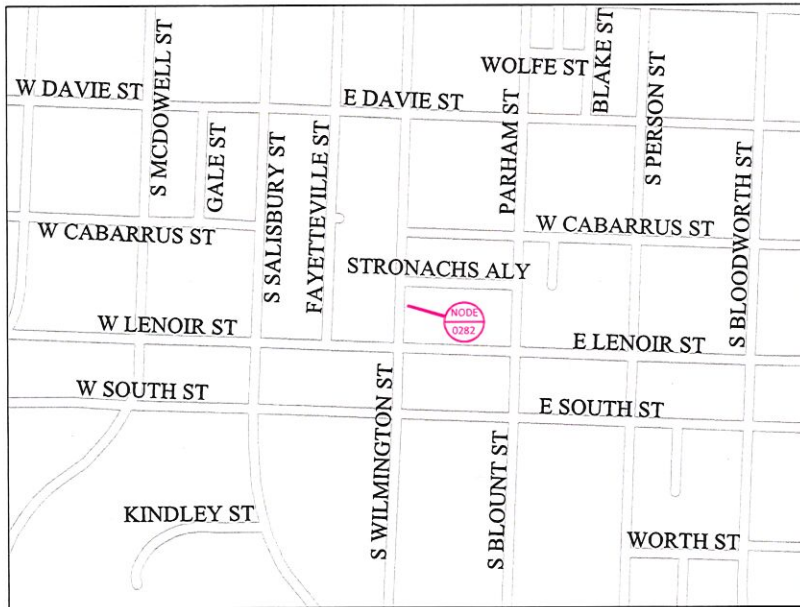 WOLFE ST
BLAKE ST
W DAVIE ST
S MCDOWELL ST
E DAVIE ST
S PERSON ST
GALE ST
PARHAM ST
S SALISBURY ST
FAYETTEVILLE ST
W CABARRUS ST
W CABARRUS ST
S BLOODWORTH ST
STRONACHS ALY
NODE
0282
W LENOIR ST
E LENOIR ST
W SOUTH ST
E SOUTH ST
S WILMINGTON ST
S BLOUNT ST
KINDLEY ST
WORTH ST